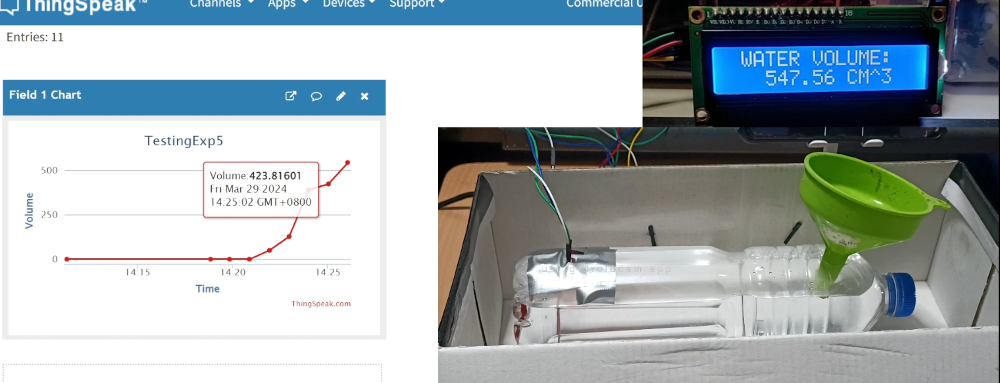 ThingSpeak™
Channels Apps Devices Support Commercial U
Entries: 11
Field 1 Chart
TestingExp5
Volume:423.81601
Fri Mar 29 2024
14:25:02 GMT+0800
500
250
0
Volume
14:15 14:20 14:25
Time
ThingSpeak.com
1 16
WATER VOLUME:
547.56 CM^3